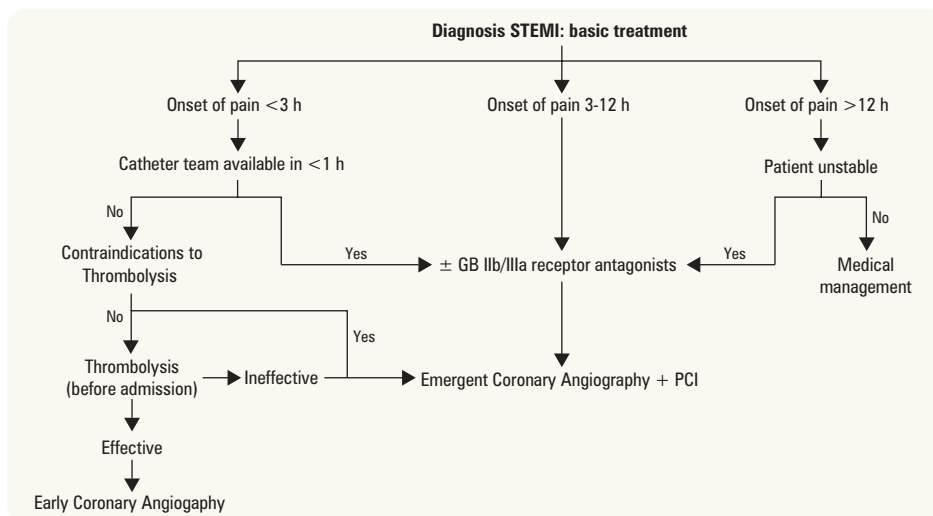 Diagnosis STEMI: basic treatment
Onset of pain <3 h
Onset of pain 3-12 h
Onset of pain >12 h
Catheter team available in <1 h
Patient unstable
No
No
Contraindications to
Thrombolysis
Yes
± GB IIb/IIIa receptor antagonists
Yes
Medical
management
No
Yes
Thrombolysis
(before admission)
Ineffective
Emergent Coronary Angiography + PCI
Effective
Early Coronary Angiogaphy